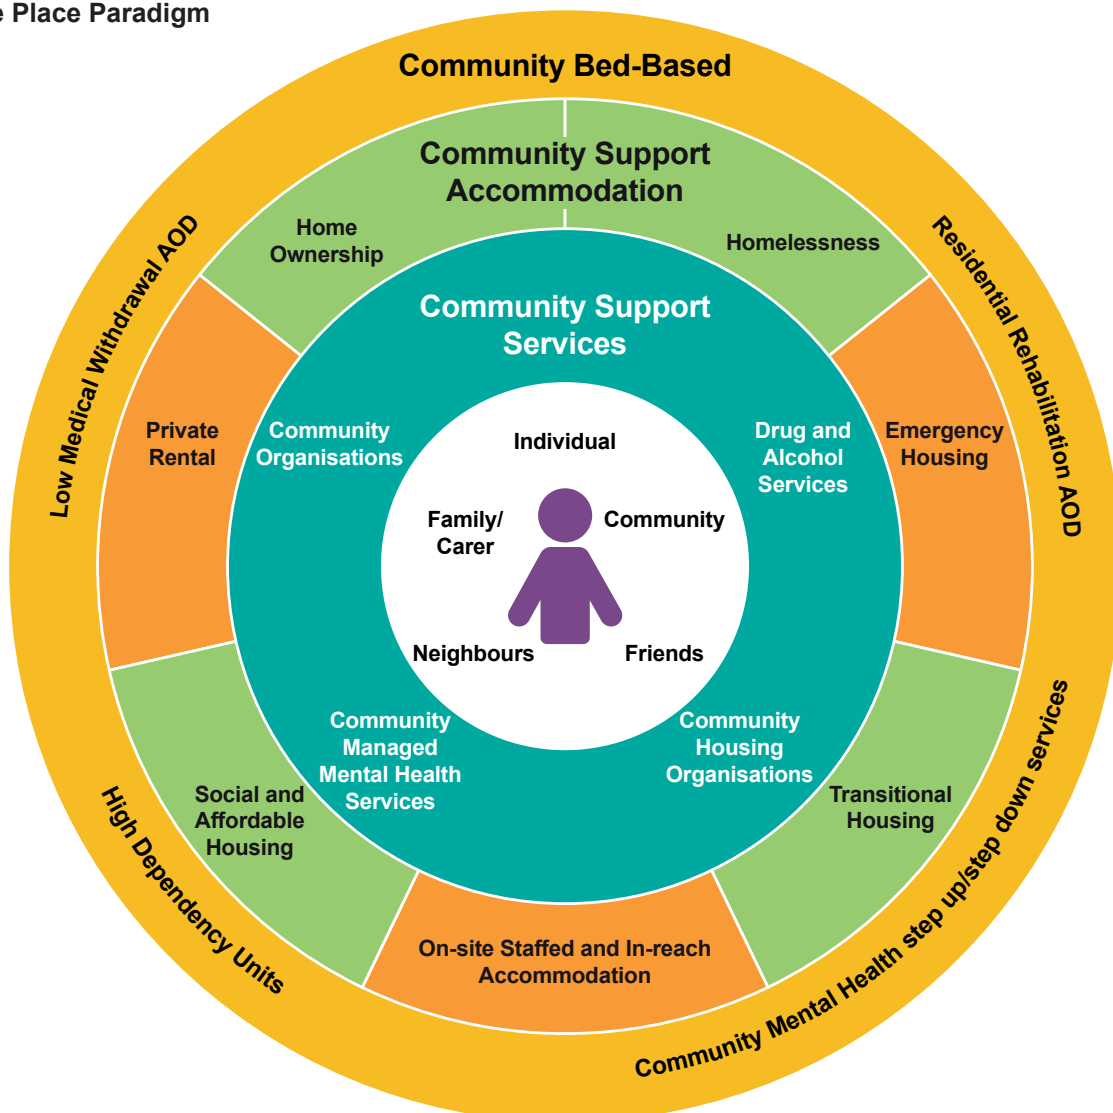 Place Paradigm
Community Bed-Based
Community Support
Accommodation
Home
Ownership
Homelessness
Low Medical Withdrawal AOD
Residential Rehabilitation AOD
Community Support
Services
Private
Rental
Community
Organisations
Drug and
Alcohol
Services
Emergency
Housing
Individual
Family/
Carer
Community
Neighbours
Friends
Community
Managed
Mental Health
Services
Community
Housing
Organisations
Social and
Affordable
Housing
Transitional
Housing
High Dependency Units
Community Mental Health step up/step down services
On-site Staffed and In-reach
Accommodation